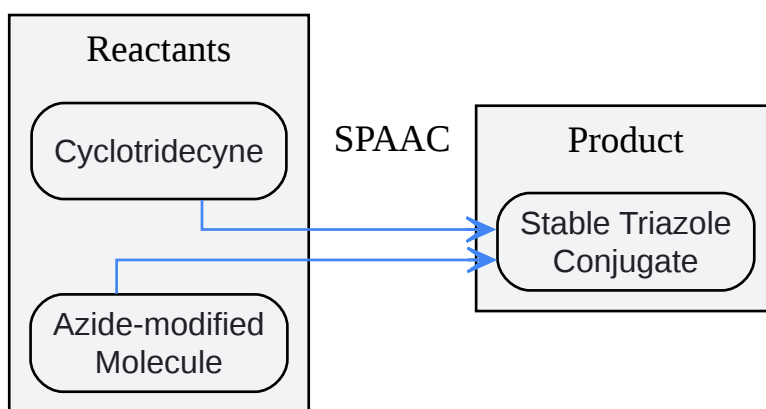 Reactants
Cyclotridecyne
SPAAC
Product
Stable Triazole
Conjugate
Azide-modified
Molecule